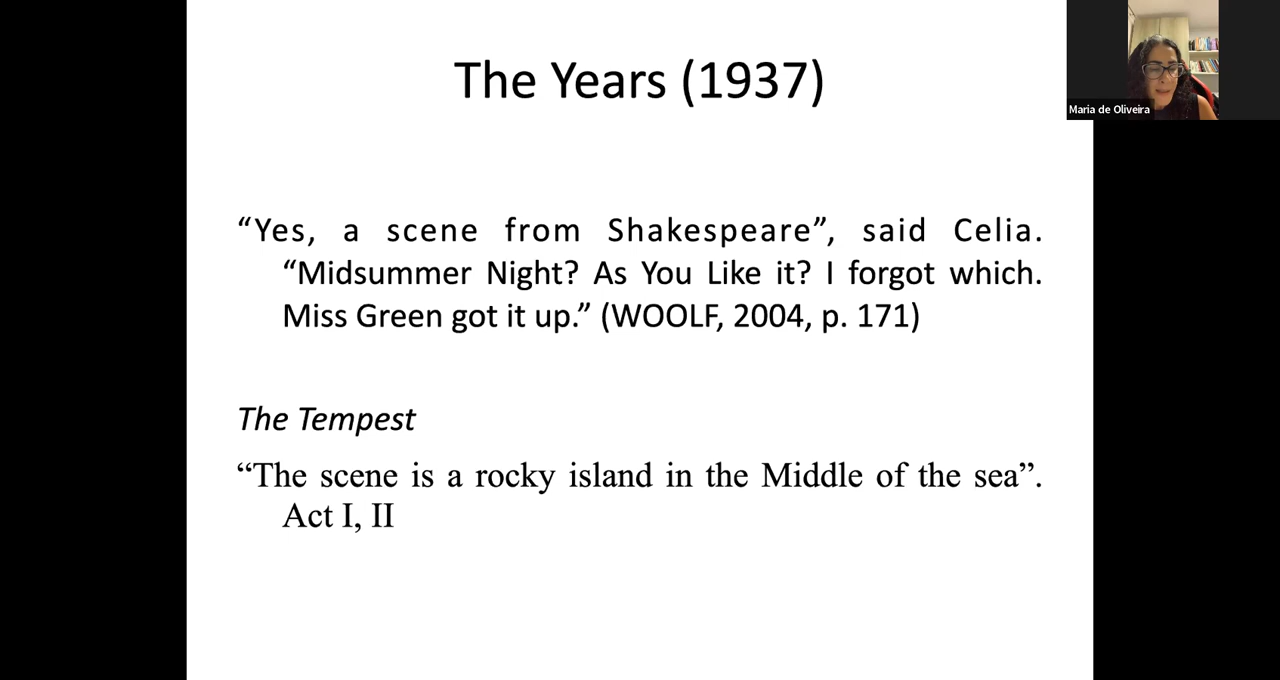 The Years (1937)
Maria de Oliveira
“Yes, a scene from Shakespeare”, said Celia.
“Midsummer Night? As You Like it? I forgot which.
Miss Green got it up.” (WOOLF, 2004, p. 171)
The Tempest
“The scene is a rocky island in the Middle of the sea”.
Act I, II